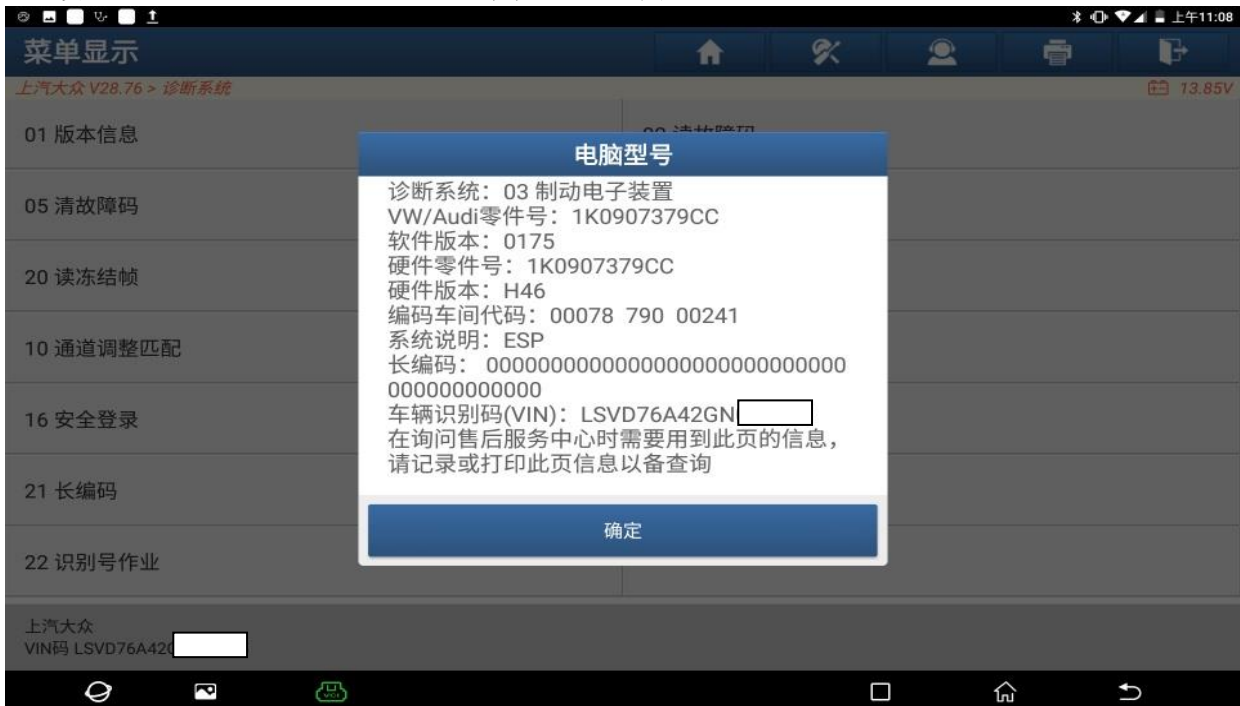 上午11:08
菜单显示
上汽大众 V28.76 > 诊断系统
13.85V
01 版本信息
05 清故障码
20 读冻结帧
10 通道调整匹配
16 安全登录
21 长编码
22 识别号作业
电脑型号
诊断系统：03 制动电子装置
VW/Audi零件号：1K0907379CC
软件版本：0175
硬件零件号：1K0907379CC
硬件版本：H46
编码车间代码：00078 790 00241
系统说明：ESP
长编码： 00000000000000000000000000000
000000000000
车辆识别码(VIN)：LSVD76A42GN
在询问售后服务中心时需要用到此页的信息，
请记录或打印此页信息以备查询
确定
上汽大众
VIN码 LSVD76A42
VCI